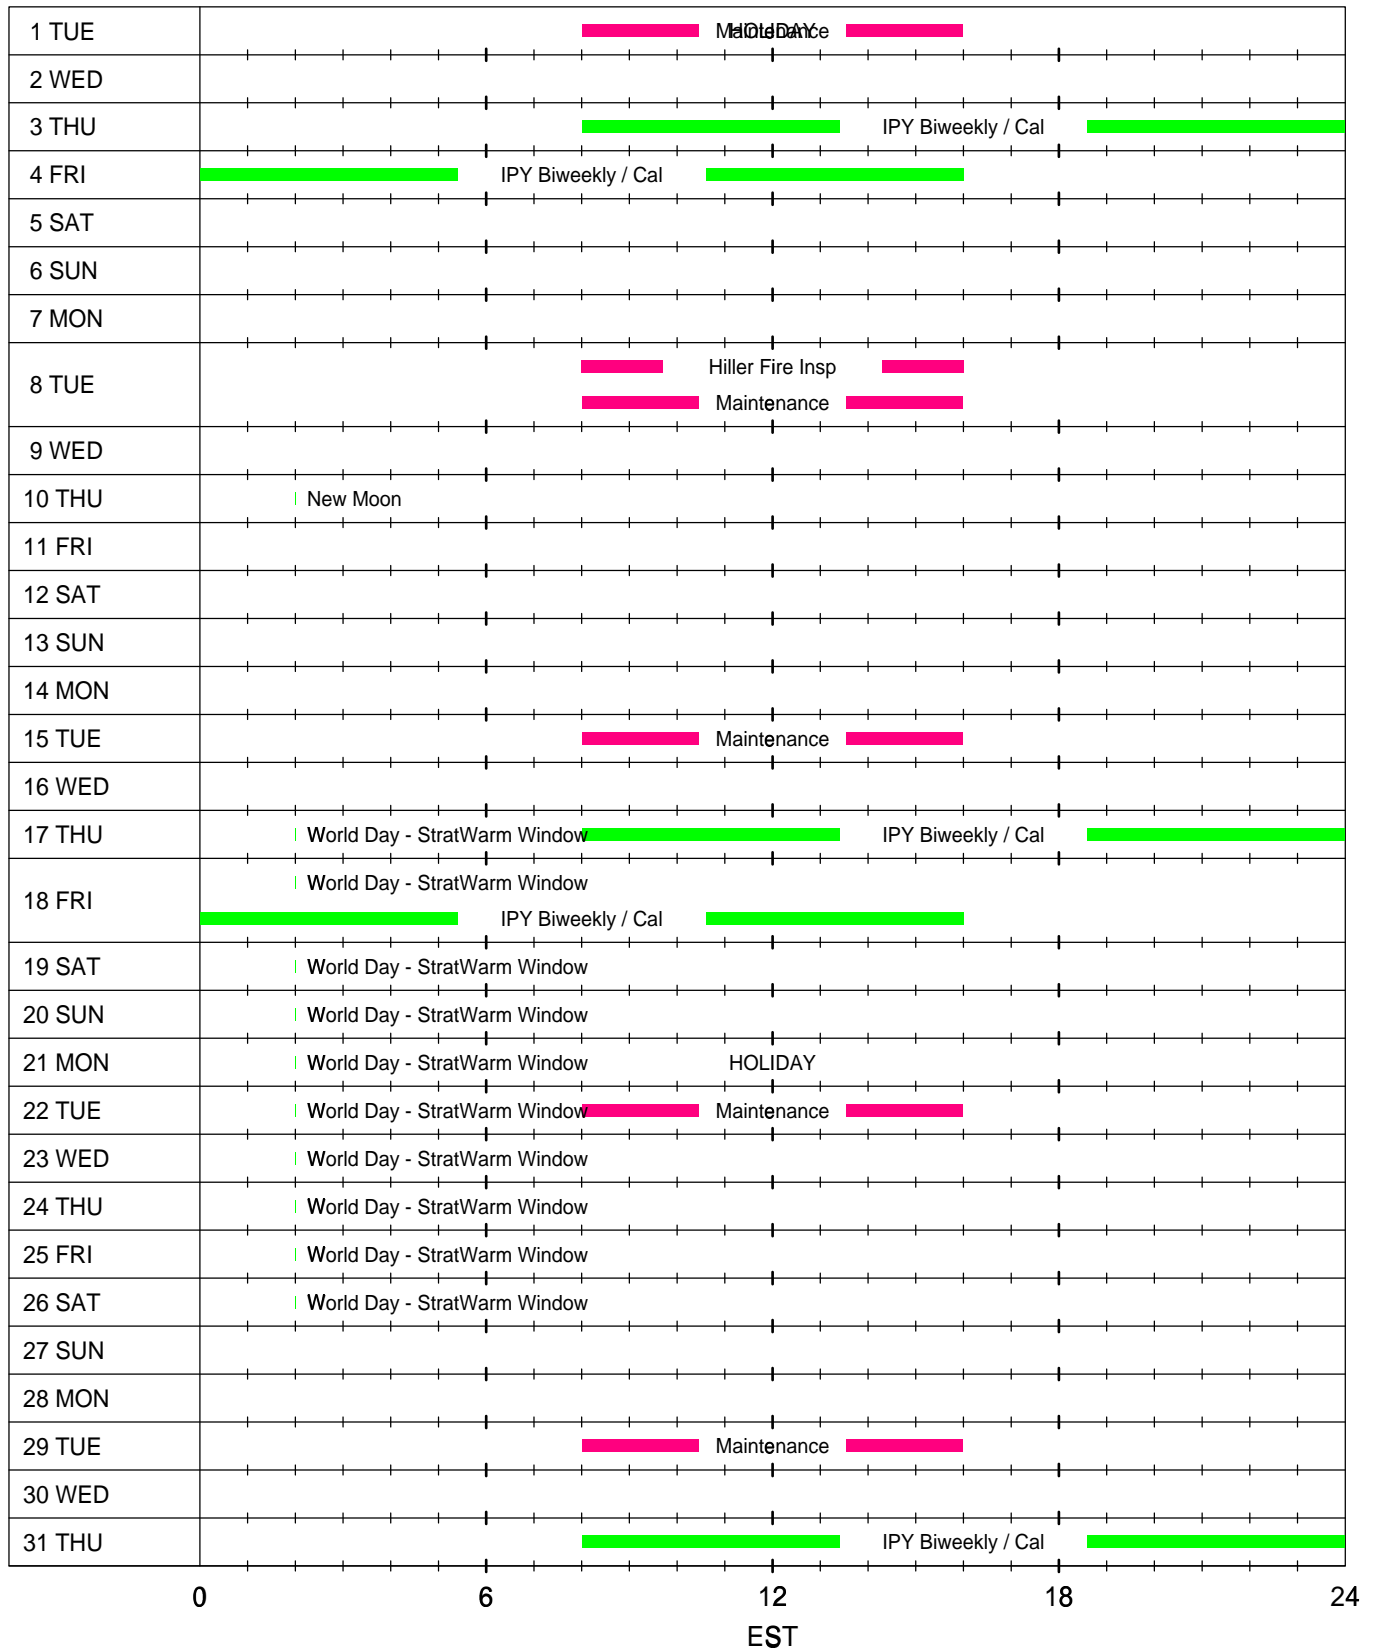 1 TUE Maintenance HOLIDAY
2 WED
3 THU IPY Biweekly / Cal
4 FRI IPY Biweekly / Cal
5 SAT
6 SUN
7 MON
8 TUE Hiller Fire Insp
Maintenance
9 WED
10 THU New Moon
11 FRI
12 SAT
13 SUN
14 MON
15 TUE Maintenance
16 WED
17 THU World Day - StratWarm Window IPY Biweekly / Cal
18 FRI World Day - StratWarm Window
IPY Biweekly / Cal
19 SAT World Day - StratWarm Window
20 SUN World Day - StratWarm Window
21 MON World Day - StratWarm Window HOLIDAY
22 TUE World Day - StratWarm Window Maintenance
23 WED World Day - StratWarm Window
24 THU World Day - StratWarm Window
25 FRI World Day - StratWarm Window
26 SAT World Day - StratWarm Window
27 SUN
28 MON
29 TUE Maintenance
30 WED
31 THU IPY Biweekly / Cal
0 6 12 18 24
EST